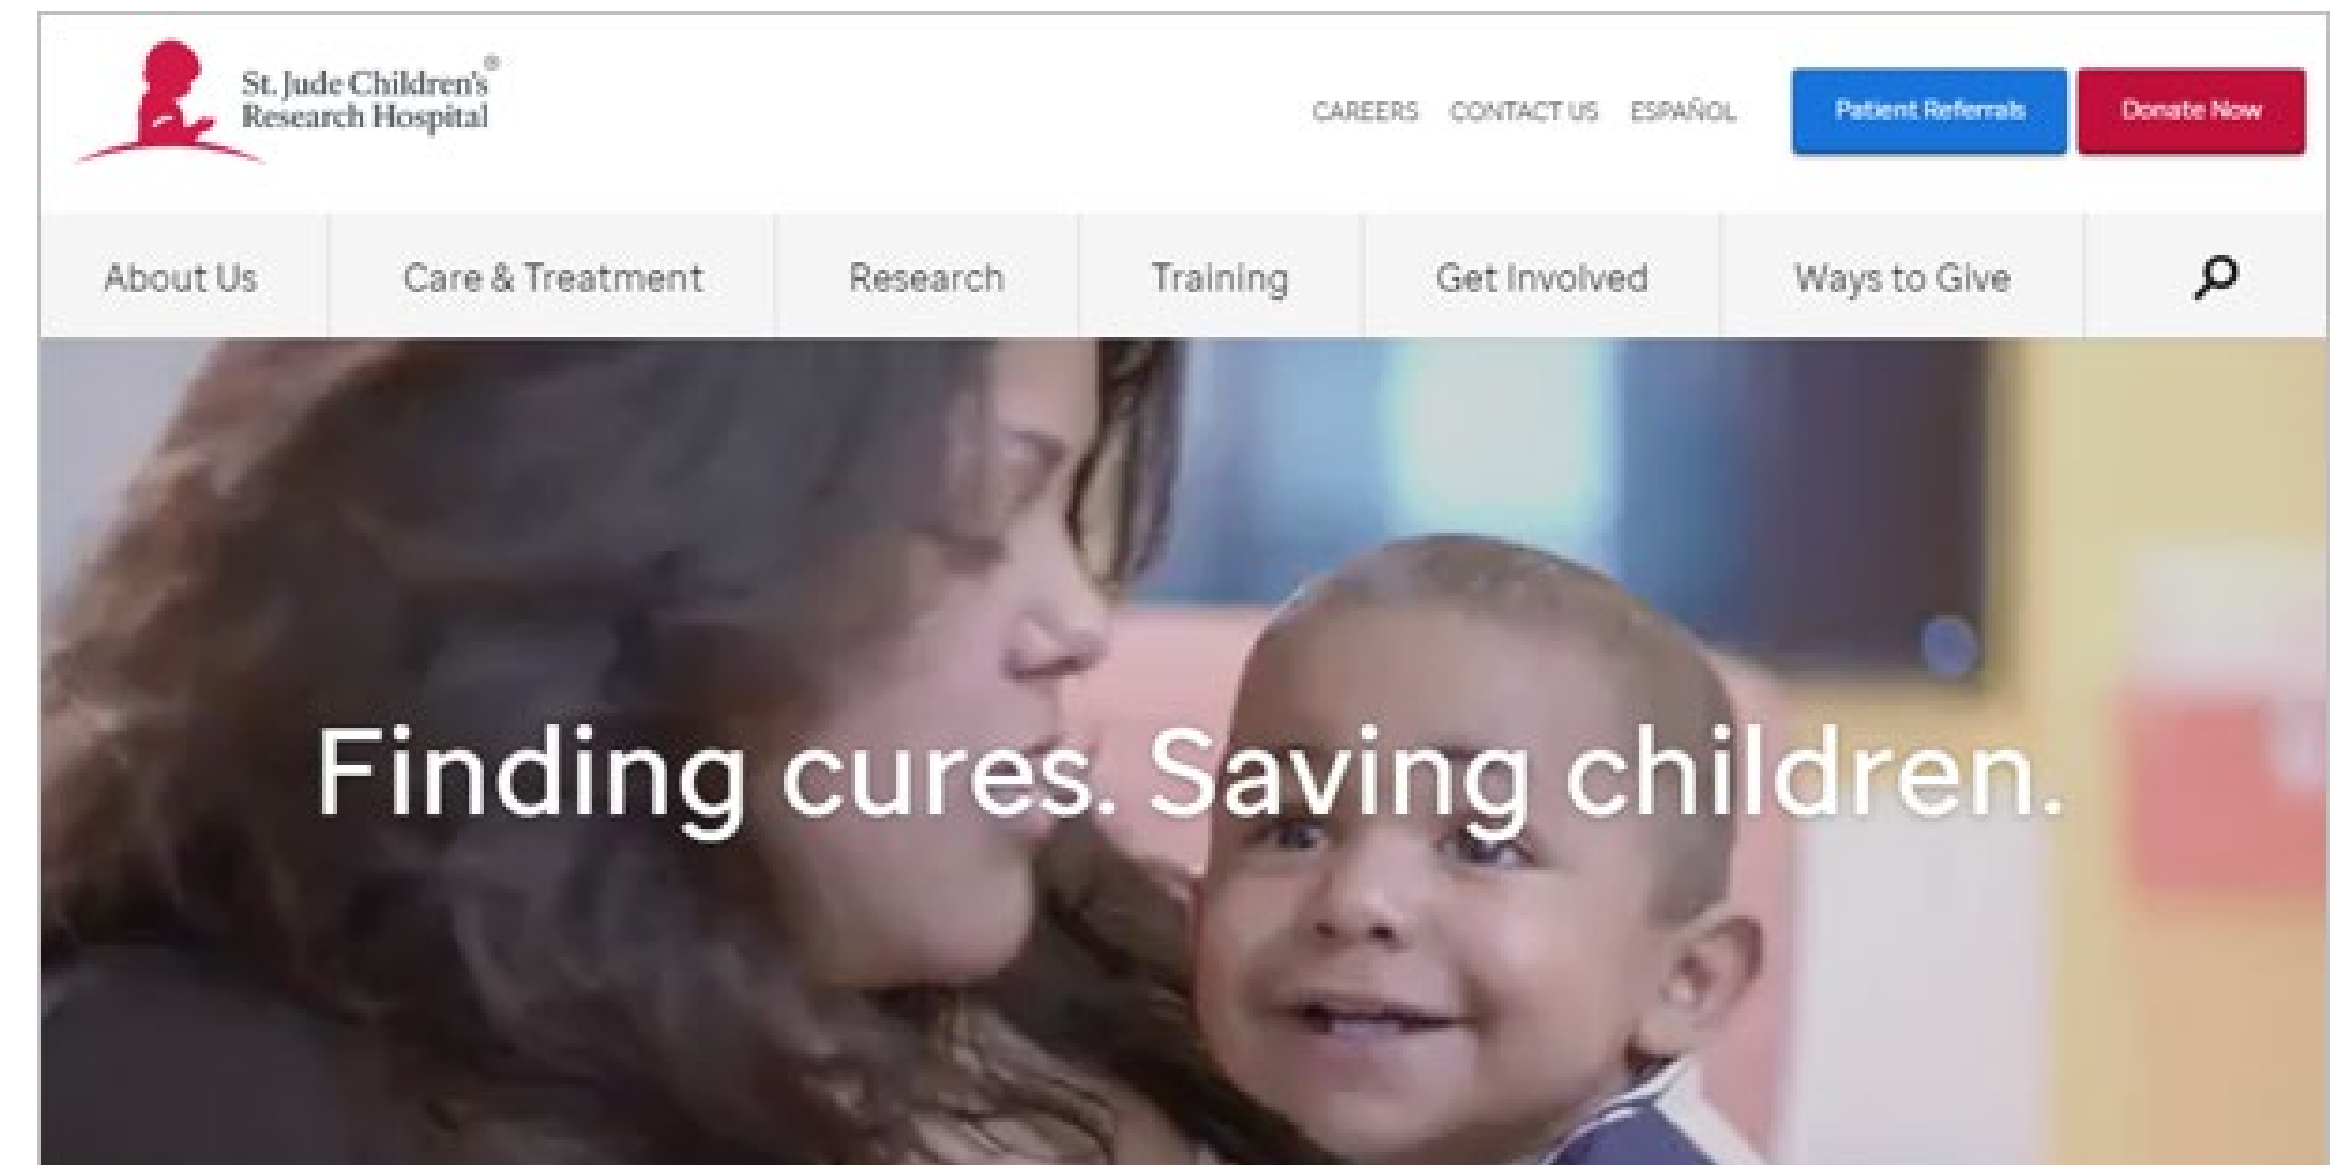 St. Jude Children's®
Research Hospital
CAREERS CONTACT US ESPAÑOL Patient Referrals Donate Now
About Us Care & Treatment Research Training Get Involved Ways to Give
Finding cures. Saving children.